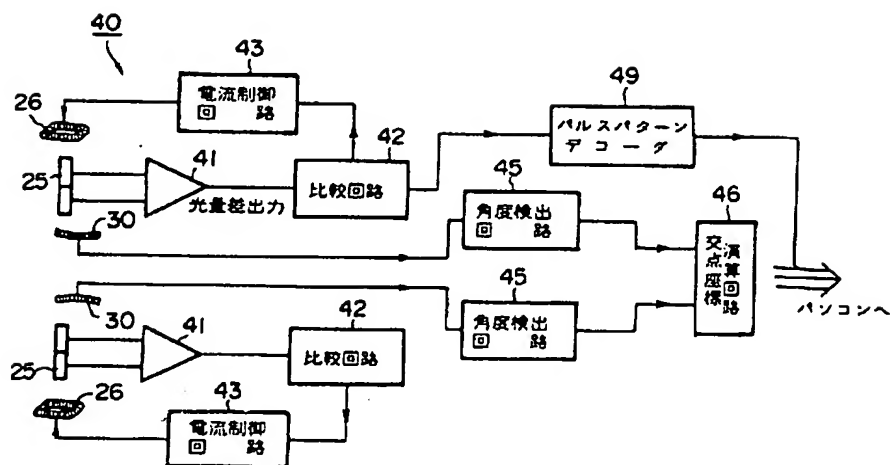 40
43
電流制御
回 路
26
49
パルスパターン
デコーダ
42
比較回路
41
光量差出力
25
45
角度検出
回 路
46
交点座標
演算回路
30
パソコンへ
30
45
角度検出
回 路
42
比較回路
41
25
26
43
電流制御
回 路